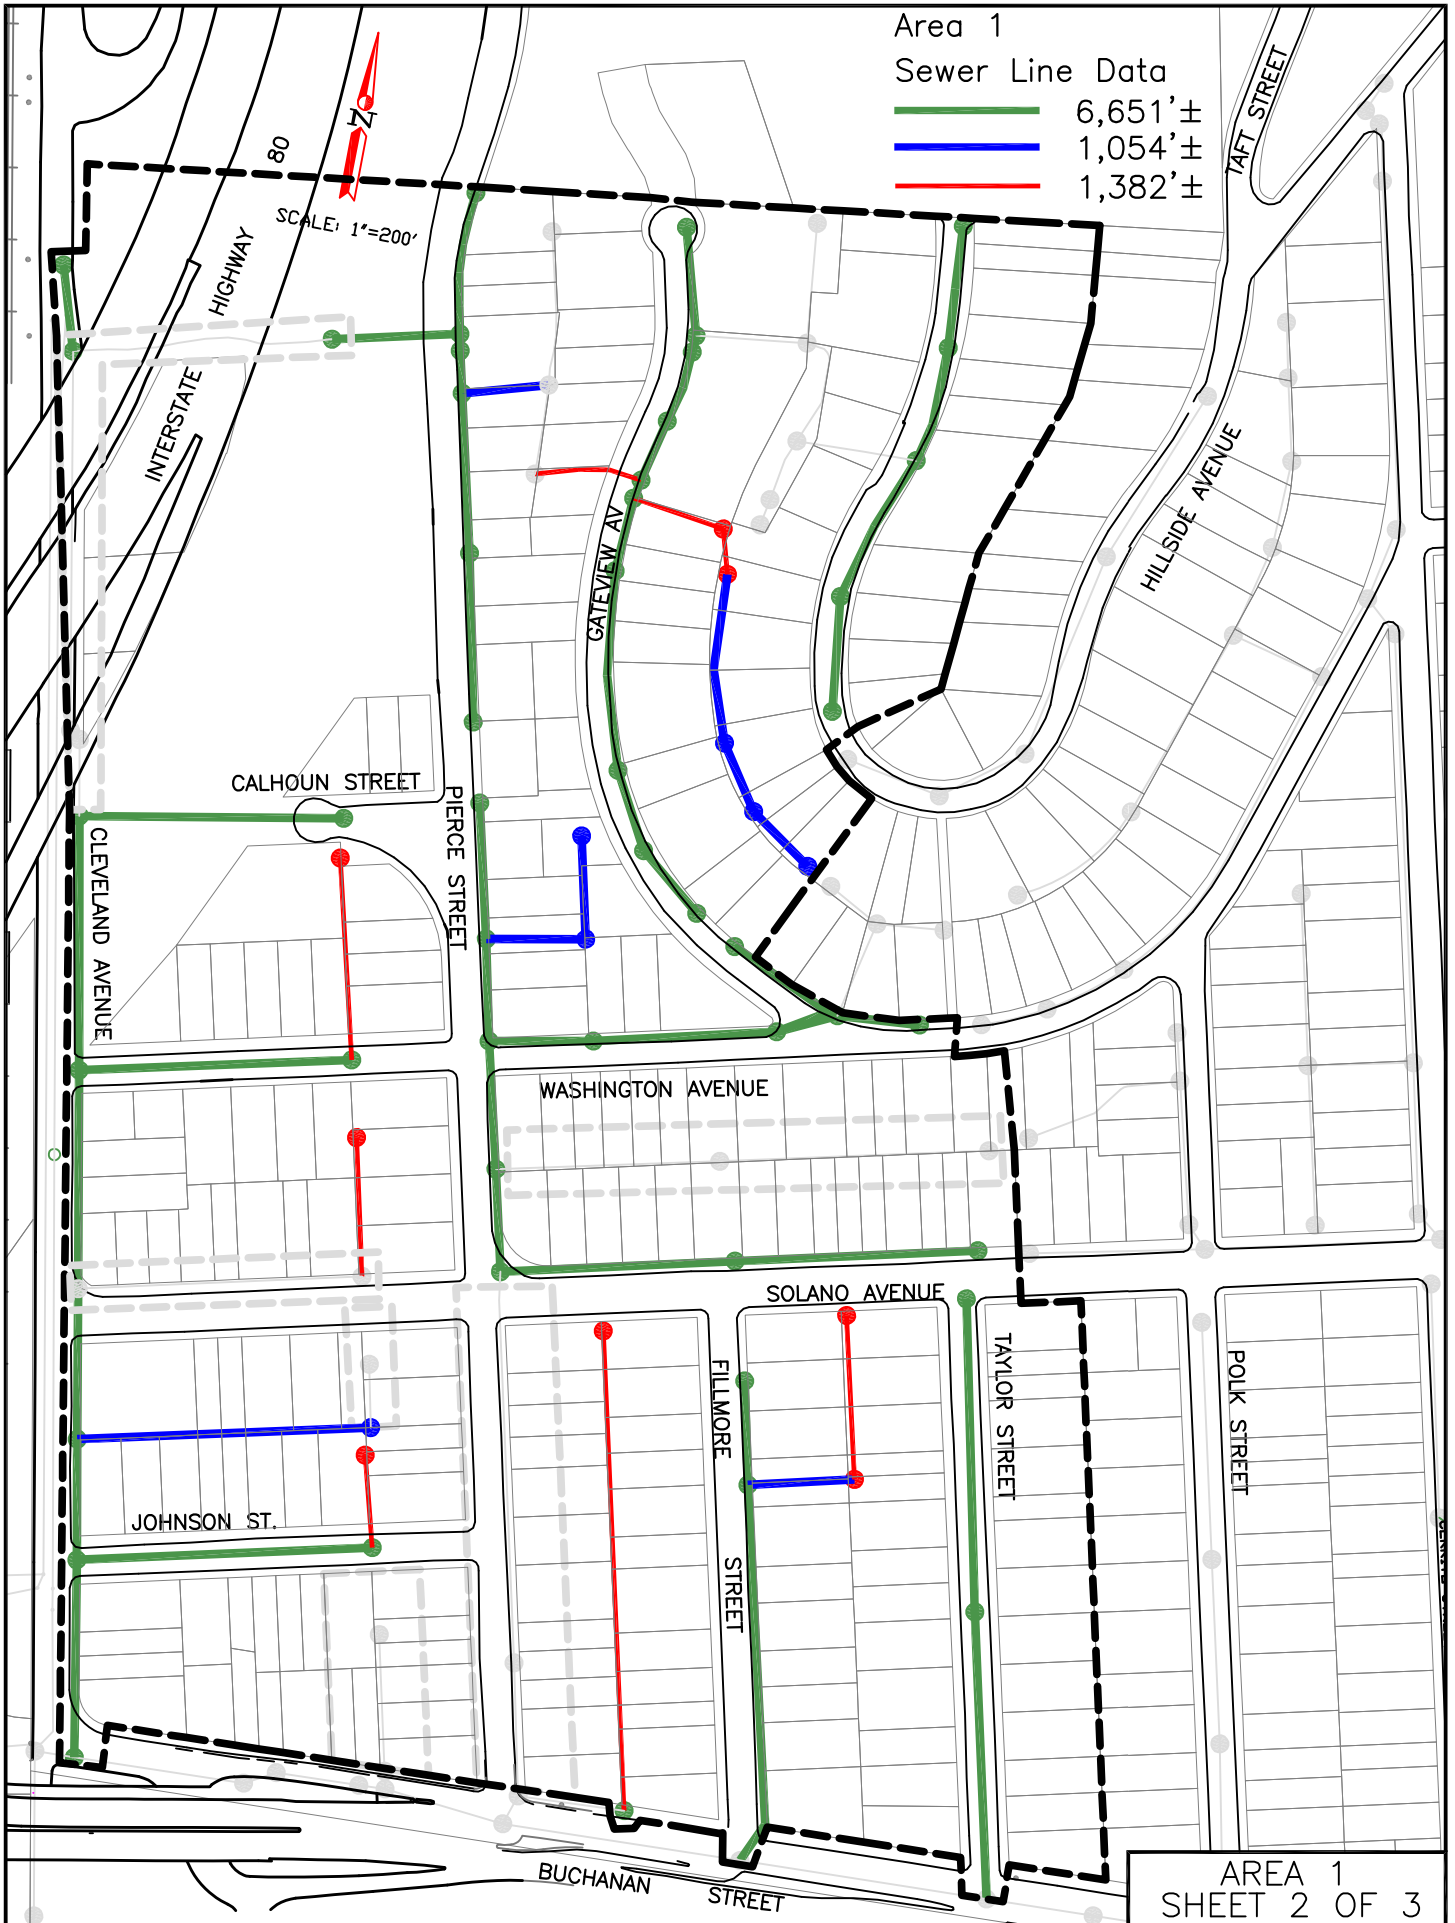 Area 1
Sewer Line Data
6,651'±
1,054'±
1,382'±
TAFT STREET
N
80
SCALE: 1"=200'
INTERSTATE HIGHWAY
HILLSIDE AVENUE
GATEVIEW AV
CALHOUN STREET
PIERCE STREET
CLEVELAND AVENUE
WASHINGTON AVENUE
SOLANO AVENUE
FILLMORE STREET
TAYLOR STREET
POLK STREET
JOHNSON ST.
BUCHANAN STREET
AREA 1
SHEET 2 OF 3